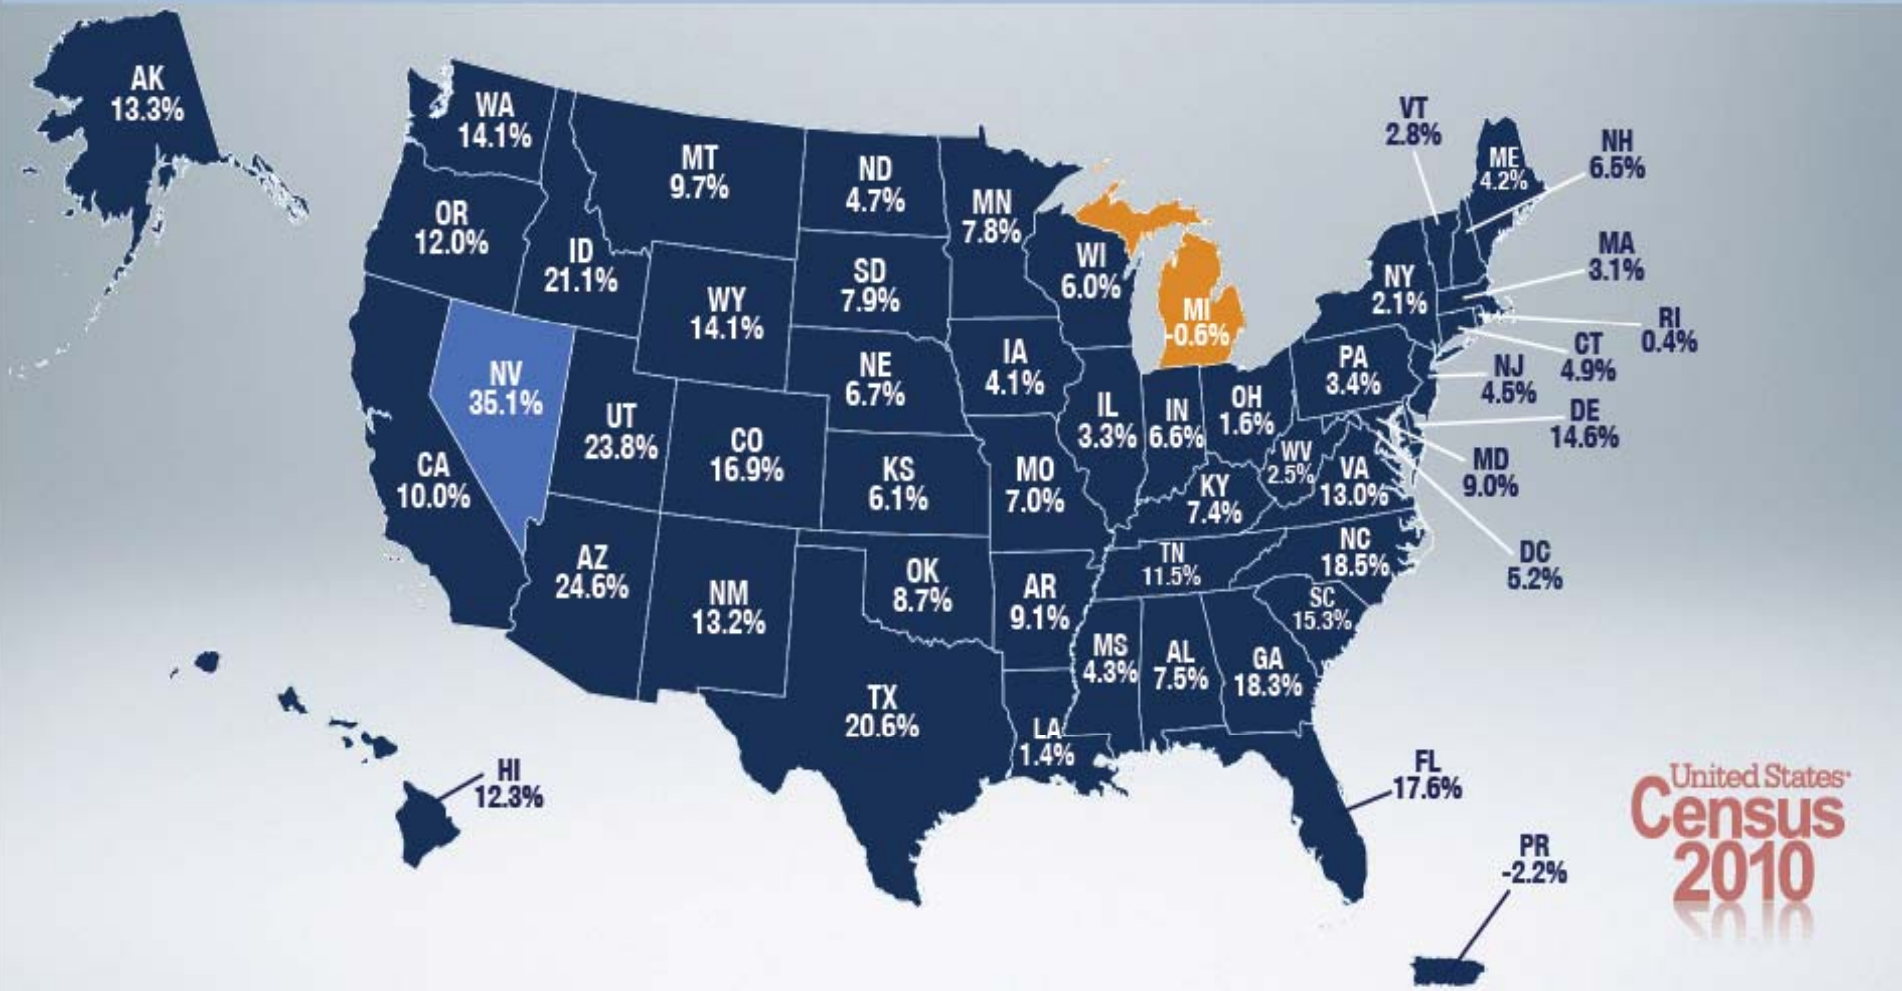 AK
13.3%
WA
14.1%
MT
9.7%
ND
4.7%
MN
7.8%
VT
2.8%
ME
4.2%
NH
6.5%
OR
12.0%
ID
21.1%
WY
14.1%
SD
7.9%
WI
6.0%
MI
-0.6%
NY
2.1%
MA
3.1%
RI
0.4%
CT
4.9%
NJ
4.5%
DE
14.6%
MD
9.0%
DC
5.2%
NV
35.1%
UT
23.8%
CO
16.9%
NE
6.7%
IA
4.1%
IL
3.3%
IN
6.6%
OH
1.6%
PA
3.4%
WV
2.5%
VA
13.0%
CA
10.0%
KS
6.1%
MO
7.0%
KY
7.4%
AZ
24.6%
NM
13.2%
OK
8.7%
AR
9.1%
TN
11.5%
NC
18.5%
SC
15.3%
MS
4.3%
AL
7.5%
GA
18.3%
TX
20.6%
LA
1.4%
HI
12.3%
FL
17.6%
PR
-2.2%
United States
Census
2010